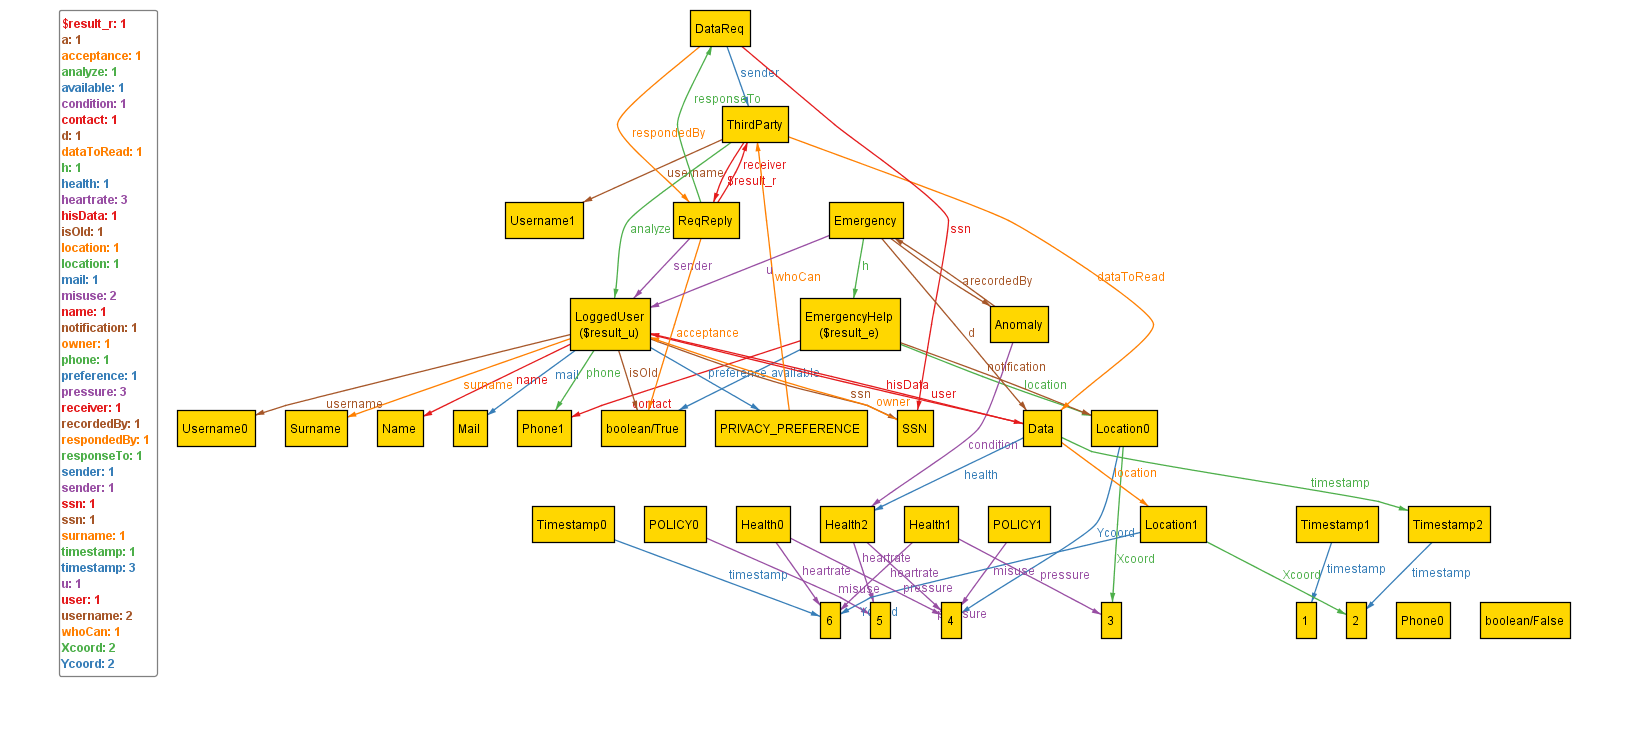 $result_r: 1
a: 1
acceptance: 1
analyze: 1
available: 1
condition: 1
contact: 1
d: 1
dataToRead: 1
h: 1
health: 1
heartrate: 3
hisData: 1
isOld: 1
location: 1
location: 1
mail: 1
misuse: 2
name: 1
notification: 1
owner: 1
phone: 1
preference: 1
pressure: 3
receiver: 1
recordedBy: 1
respondedBy: 1
responseTo: 1
sender: 1
sender: 1
ssn: 1
ssn: 1
surname: 1
timestamp: 1
timestamp: 3
u: 1
user: 1
username: 2
whoCan: 1
Xcoord: 2
Ycoord: 2
DataReq
sender
responseTo
ThirdParty
respondedBy
receiver
username
$result_r
Username1
ReqReply
Emergency
analyze
ssn
sender
h
u
whoCan
dataToRead
arecordedBy
LoggedUser
($result_u)
EmergencyHelp
($result_e)
Anomaly
acceptance
d
notification
surname
name
mail
phone
isOld
preference
available
hisData
location
username
contact
ssn
owner
user
Username0
Surname
Name
Mail
Phone1
boolean/True
PRIVACY_PREFERENCE
SSN
Data
Location0
condition
health
location
timestamp
Timestamp0
POLICY0
Health0
Health2
Health1
POLICY1
Location1
Timestamp1
Timestamp2
Ycoord
heartrate
Xcoord
timestamp
heartrate
heartrate
misuse
pressure
Xcoord
timestamp
timestamp
misuse
pressure
6
5
4
3
1
2
Phone0
boolean/False